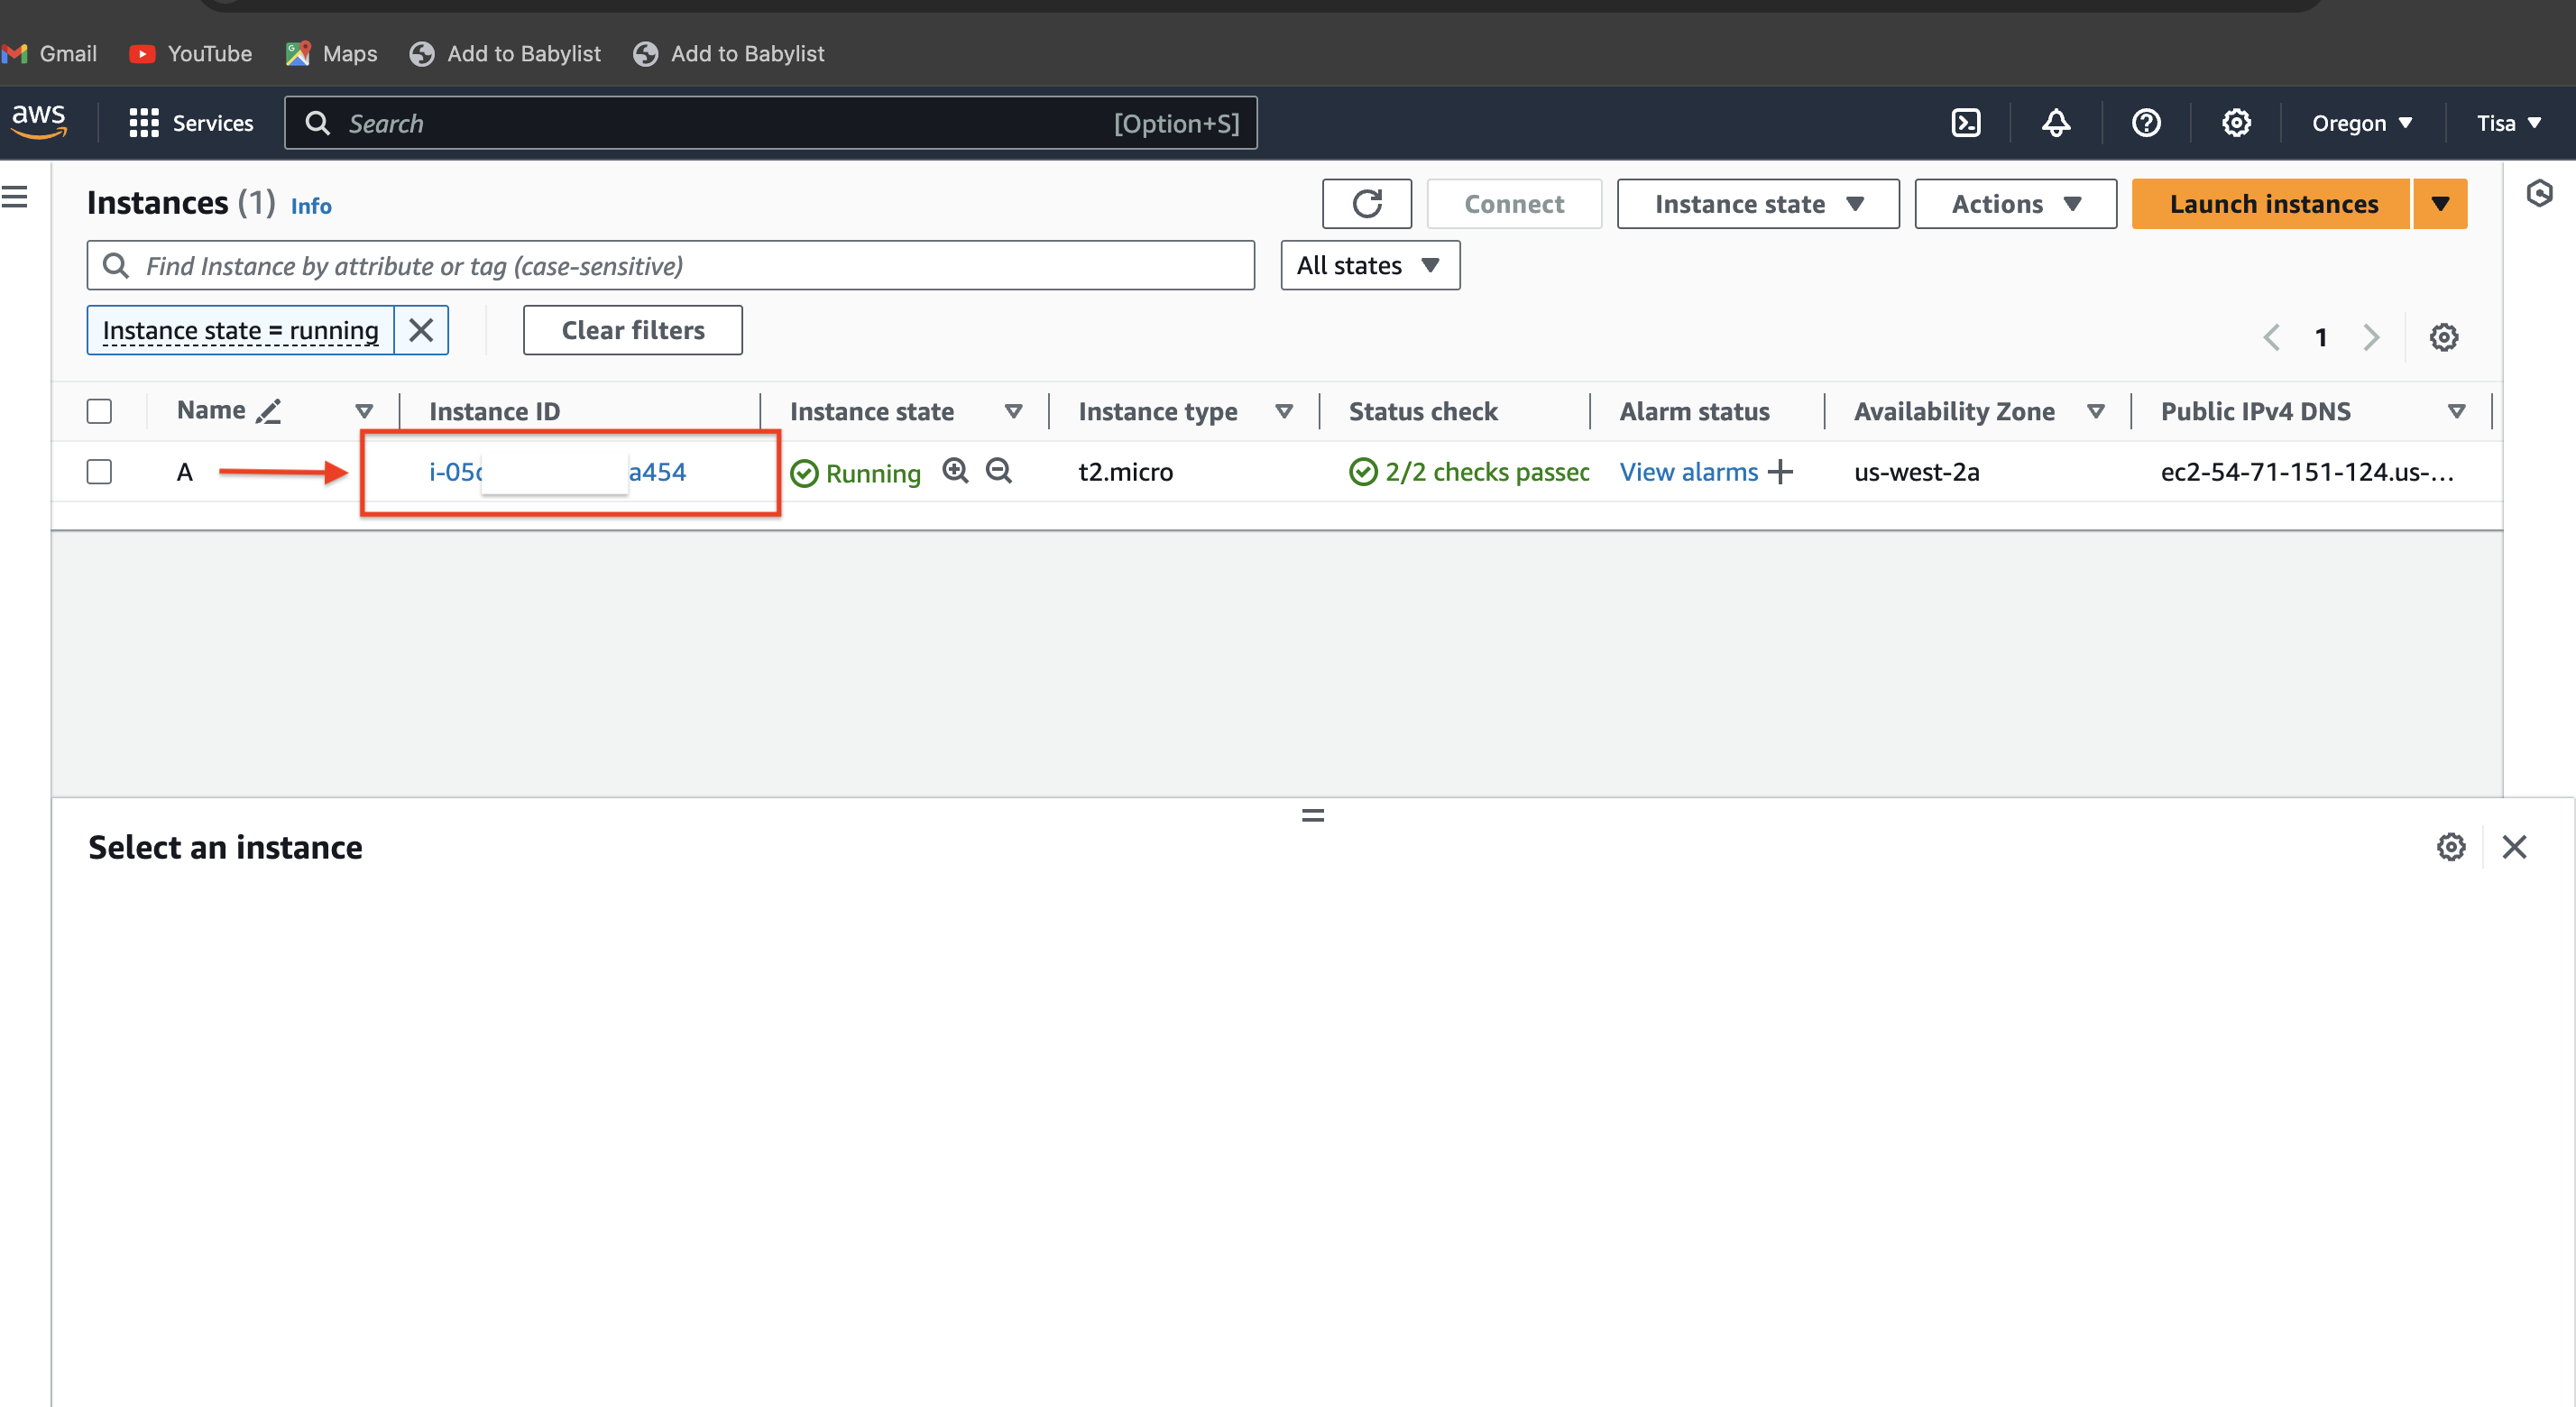 Gmail YouTube Maps Add to Babylist Add to Babylist
aws Services Search [Option+S] Oregon Tisa
Instances (1) Info Connect Instance state Actions Launch instances
Find Instance by attribute or tag (case-sensitive) All states
Instance state = running Clear filters 1
Name Instance ID Instance state Instance type Status check Alarm status Availability Zone Public IPv4 DNS
A i-05 a454 Running t2.micro 2/2 checks passec View alarms us-west-2a ec2-54-71-151-124.us-...
Select an instance